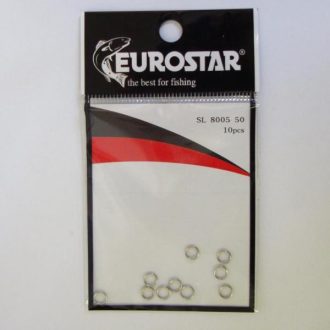 EUROSTAR®
the best for fishing
SL 8005 50
10pcs